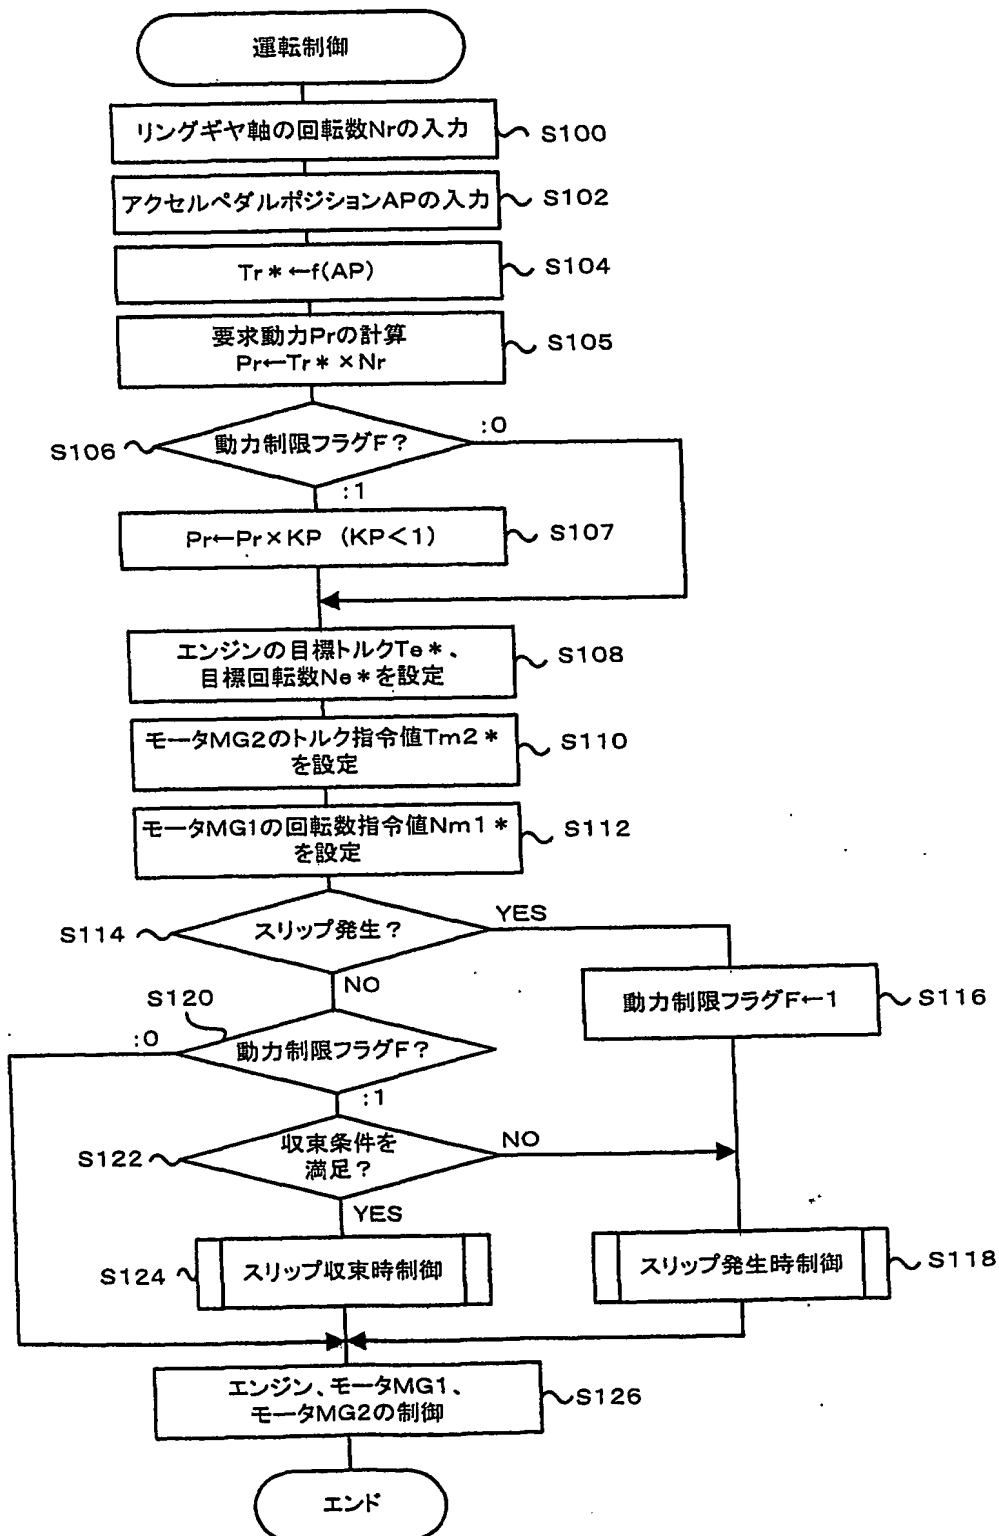 運転制御
リングギヤ軸の回転数Nrの入力
S100
アクセルペダルポジションAPの入力
S102
Tr*←f(AP)
S104
要求動力Prの計算
Pr←Tr*×Nr
S105
動力制限フラグF?
:0
S106
:1
Pr←Pr×KP (KP<1)
S107
エンジンの目標トルクTe*、
目標回転数Ne*を設定
S108
モータMG2のトルク指令値Tm2*
を設定
S110
モータMG1の回転数指令値Nm1*
を設定
S112
スリップ発生?
YES
S114
NO
動力制限フラグF←1
S116
S120
:0
動力制限フラグF?
:1
収束条件を
満足?
NO
S122
YES
スリップ収束時制御
S124
スリップ発生時制御
S118
エンジン、モータMG1、
モータMG2の制御
S126
エンド